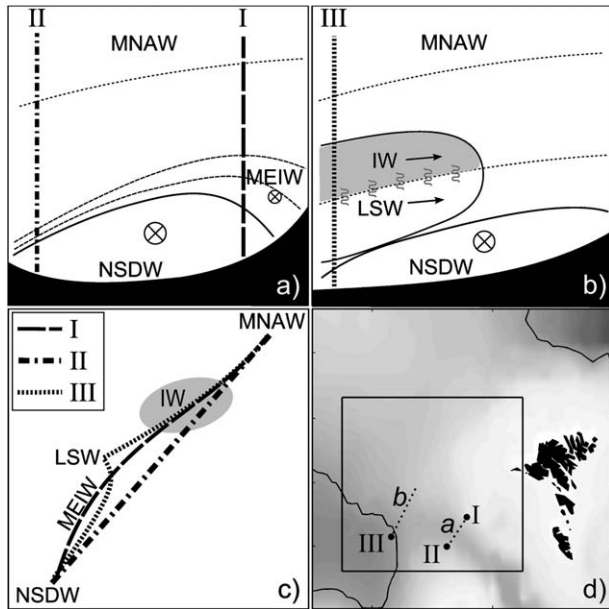 II I
MNAW
MEIW
NSDW
a)
III
MNAW
IW
LSW
NSDW
b)
I
II
III
MNAW
IW
LSW
MEIW
NSDW
c)
b
a
I
III
II
d)